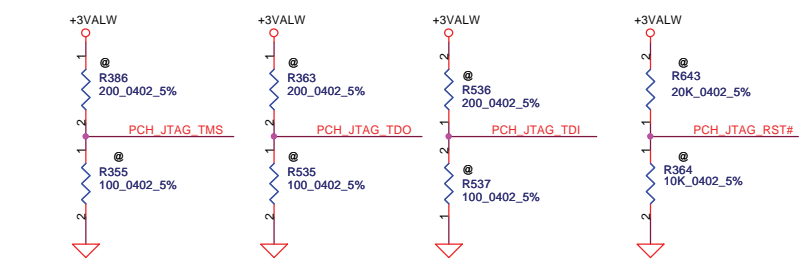 +3VALW +3VALW +3VALW +3VALW
1 @ R386 200_0402_5% 2
1 @ R363 200_0402_5% 2
2 @ R536 200_0402_5% 1
2 @ R643 20K_0402_5% 1
PCH_JTAG_TMS PCH_JTAG_TDO PCH_JTAG_TDI PCH_JTAG_RST#
1 @ R355 100_0402_5% 2
1 @ R535 100_0402_5% 2
2 @ R537 100_0402_5% 1
1 @ R364 10K_0402_5% 2